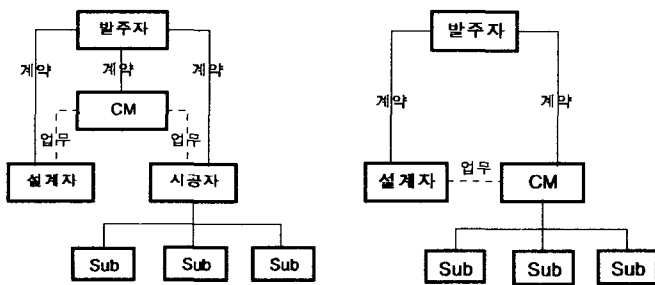 발주자
계약 계약 계약
CM
업무 업무
설계자 시공자
Sub Sub Sub
발주자
계약 계약
설계자 업무 CM
Sub Sub Sub